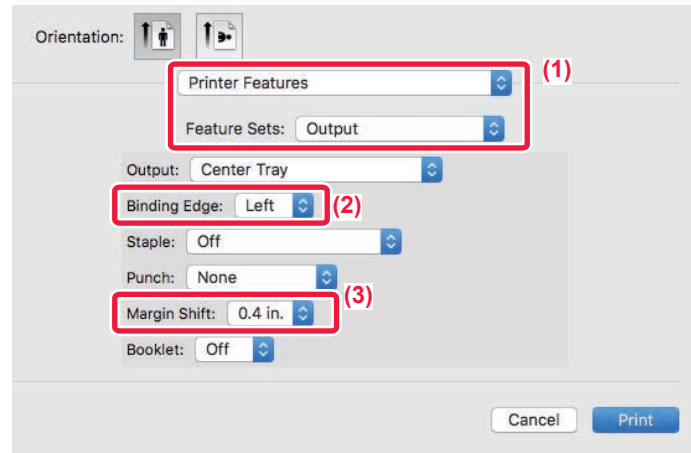 Orientation:
Printer Features
(1)
Feature Sets: Output
Output: Center Tray
Binding Edge: Left
(2)
Staple: Off
Punch: None
(3)
Margin Shift: 0.4 in.
Booklet: Off
Cancel Print